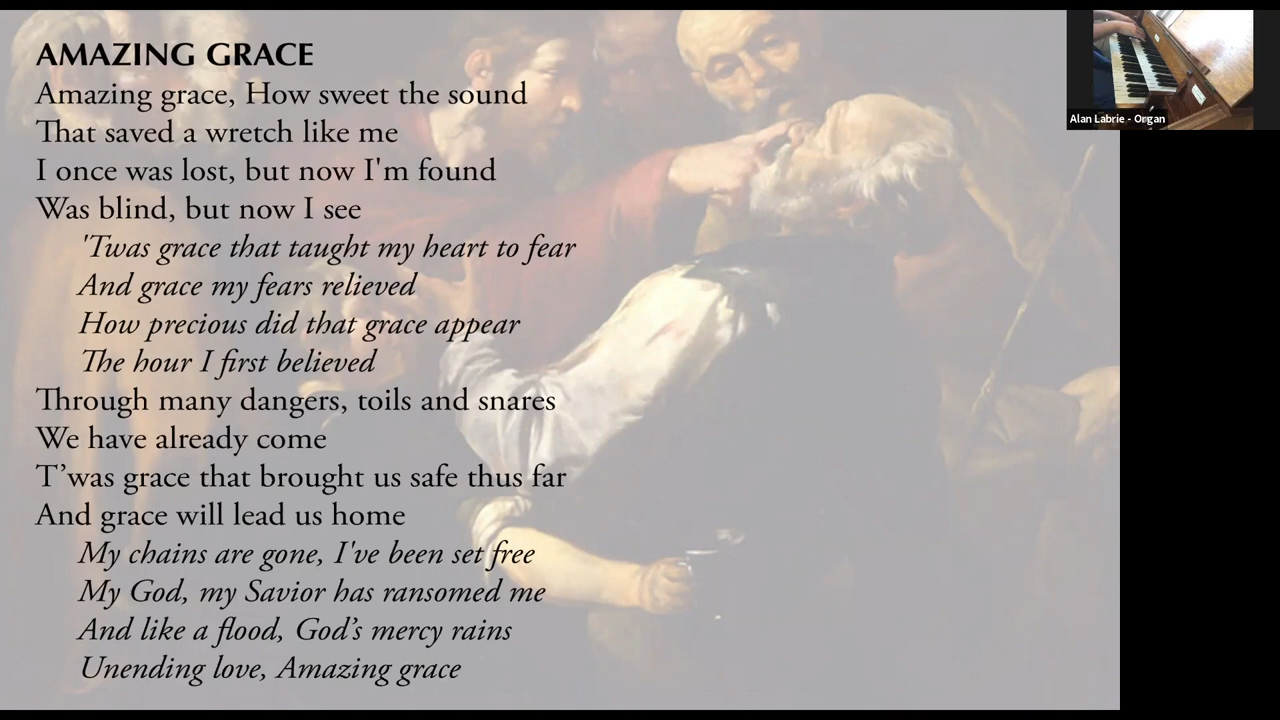 AMAZING GRACE
Amazing grace, How sweet the sound
That saved a wretch like me
I once was lost, but now I'm found
Was blind, but now I see
'Twas grace that taught my heart to fear
And grace my fears relieved
How precious did that grace appear
The hour I first believed
Through many dangers, toils and snares
We have already come
T’was grace that brought us safe thus far
And grace will lead us home
My chains are gone, I've been set free
My God, my Savior has ransomed me
And like a flood, God’s mercy rains
Unending love, Amazing grace
Alan Labrie - Organ